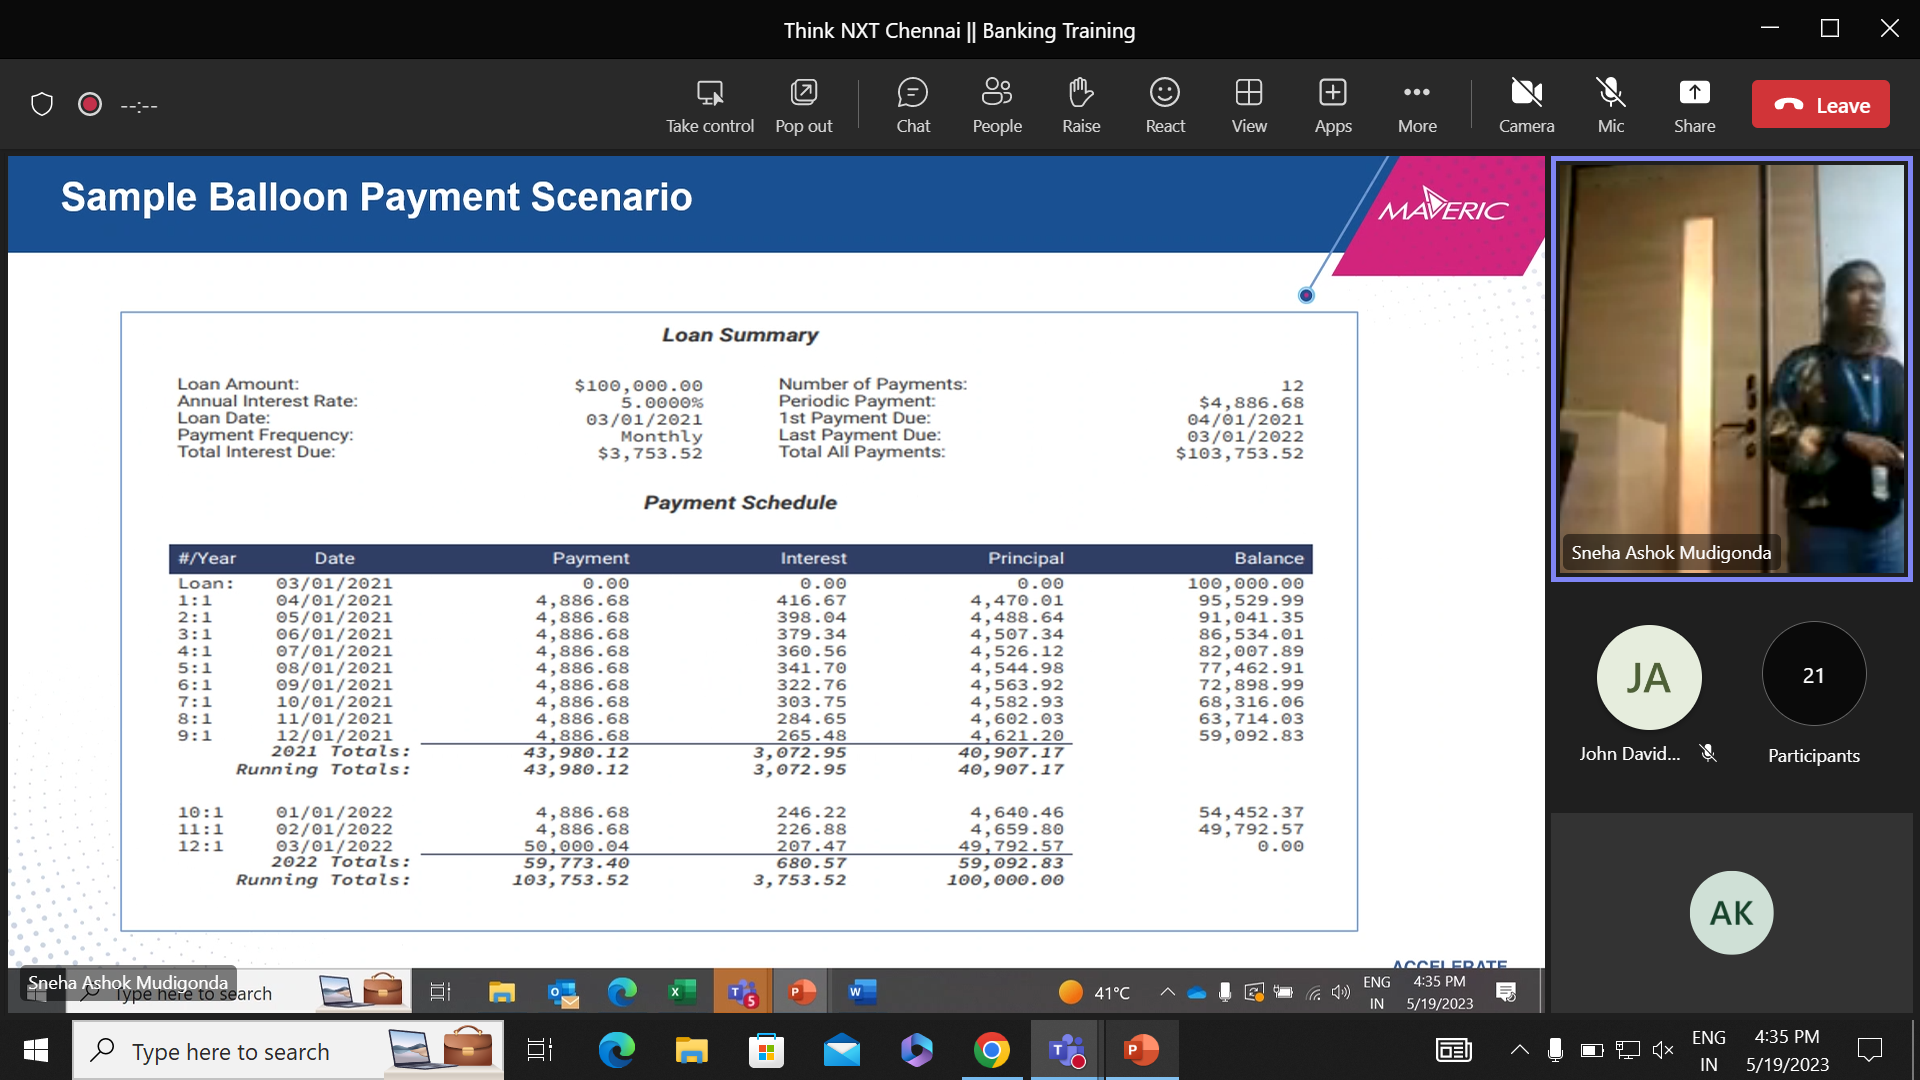 Think NXT Chennai || Banking Training
--:--
Take control
Pop out
Chat
People
Raise
React
View
Apps
More
Camera
Mic
Share
Leave
Sample Balloon Payment Scenario
MAVERIC
Loan Summary
Loan Amount: $100,000.00 Number of Payments: 12
Annual Interest Rate: 5.0000% Periodic Payment: $4,886.68
Loan Date: 03/01/2021 1st Payment Due: 04/01/2021
Payment Frequency: Monthly Last Payment Due: 03/01/2022
Total Interest Due: $3,753.52 Total All Payments: $103,753.52
Payment Schedule
#/Year Date Payment Interest Principal Balance
Loan: 03/01/2021 0.00 0.00 0.00 100,000.00
1:1 04/01/2021 4,886.68 416.67 4,470.01 95,529.99
2:1 05/01/2021 4,886.68 398.04 4,488.64 91,041.35
3:1 06/01/2021 4,886.68 379.34 4,507.34 86,534.01
4:1 07/01/2021 4,886.68 360.56 4,526.12 82,007.89
5:1 08/01/2021 4,886.68 341.70 4,544.98 77,462.91
6:1 09/01/2021 4,886.68 322.76 4,563.92 72,898.99
7:1 10/01/2021 4,886.68 303.75 4,582.93 68,316.06
8:1 11/01/2021 4,886.68 284.65 4,602.03 63,714.03
9:1 12/01/2021 4,886.68 265.48 4,621.20 59,092.83
2021 Totals: 43,980.12 3,072.95 40,907.17
Running Totals: 43,980.12 3,072.95 40,907.17
10:1 01/01/2022 4,886.68 246.22 4,640.46 54,452.37
11:1 02/01/2022 4,886.68 226.88 4,659.80 49,792.57
12:1 03/01/2022 50,000.04 207.47 49,792.57 0.00
2022 Totals: 59,773.40 680.57 59,092.83
Running Totals: 103,753.52 3,753.52 100,000.00
ACCELERATE
Sneha Ashok Mudigonda
JA
John David...
21
Participants
AK
Sneha Ashok Mudigonda
Type here to search
5
41°C
ENG
IN
4:35 PM
5/19/2023
Type here to search
ENG
IN
4:35 PM
5/19/2023